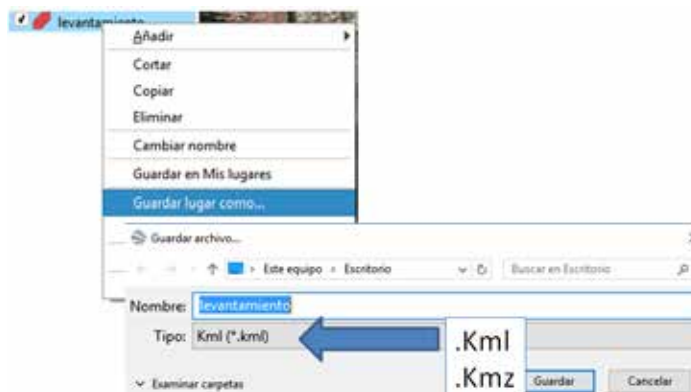 levantamiento
Añadir
Cortar
Copiar
Eliminar
Cambiar nombre
Guardar en Mis lugares
Guardar lugar como...
Guardar archivo...
Este equipo > Escritorio
Buscar en Escritorio
Nombre: levantamiento
Tipo: Kml (*.kml)
.Kml
.Kmz
Examinar carpetas
Guardar
Cancelar